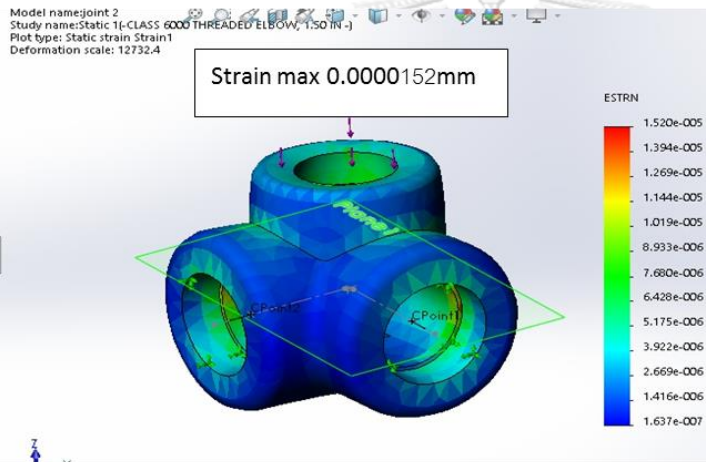 Model name:joint 2
Study name:Static 1(-CLASS 6000 THREADED ELBOW, 1.50 IN -)
Plot type: Static strain Strain1
Deformation scale: 12732.4
Strain max 0.0000152mm
ESTRN
1.520e-005
1.394e-005
1.269e-005
1.144e-005
1.019e-005
8.933e-006
7.680e-006
6.428e-006
5.175e-006
3.922e-006
2.669e-006
1.416e-006
1.637e-007
Plane1
CPoint2
CPoint1
Z